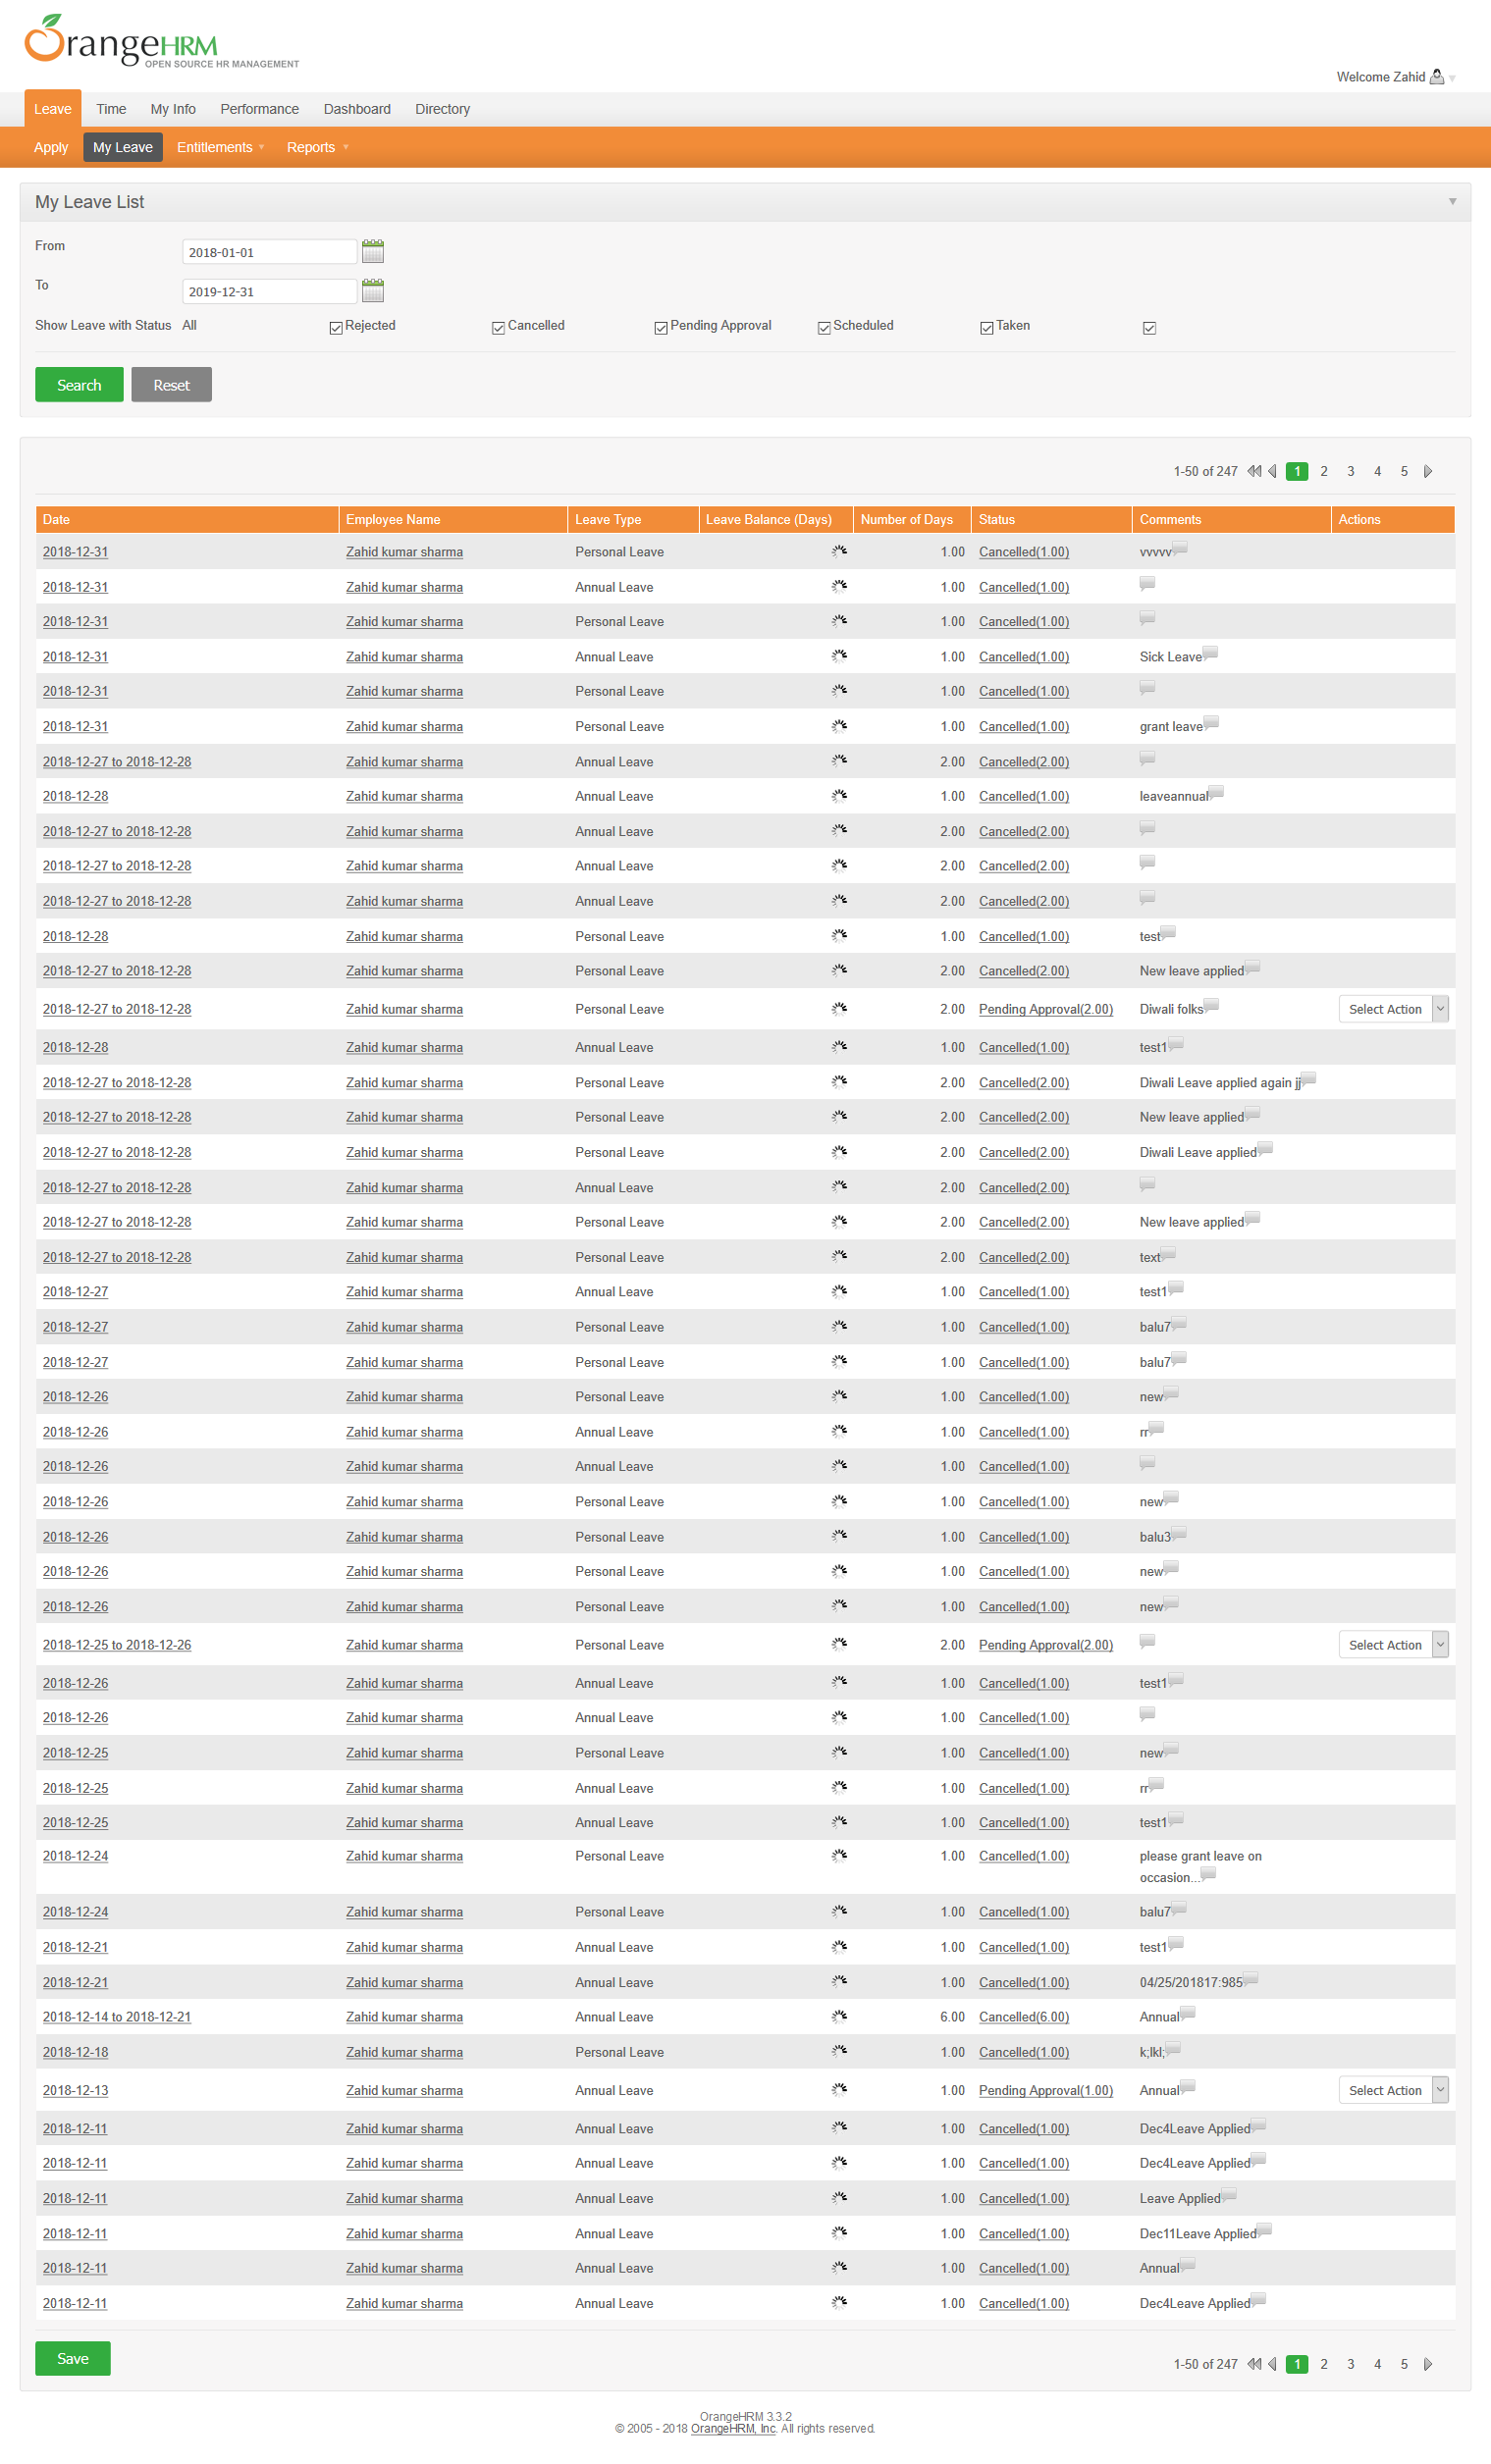 OrangeHRM
OPEN SOURCE HR MANAGEMENT
Welcome Zahid
Leave Time My Info Performance Dashboard Directory
Apply My Leave Entitlements Reports
My Leave List
From 2018-01-01
To 2019-12-31
Show Leave with Status All Rejected Cancelled Pending Approval Scheduled Taken
Search Reset
1-50 of 247 1 2 3 4 5
Date Employee Name Leave Type Leave Balance (Days) Number of Days Status Comments Actions
2018-12-31 Zahid kumar sharma Personal Leave 1.00 Cancelled(1.00) vvvvv
2018-12-31 Zahid kumar sharma Annual Leave 1.00 Cancelled(1.00)
2018-12-31 Zahid kumar sharma Personal Leave 1.00 Cancelled(1.00)
2018-12-31 Zahid kumar sharma Annual Leave 1.00 Cancelled(1.00) Sick Leave
2018-12-31 Zahid kumar sharma Personal Leave 1.00 Cancelled(1.00)
2018-12-31 Zahid kumar sharma Personal Leave 1.00 Cancelled(1.00) grant leave
2018-12-27 to 2018-12-28 Zahid kumar sharma Annual Leave 2.00 Cancelled(2.00)
2018-12-28 Zahid kumar sharma Annual Leave 1.00 Cancelled(1.00) leaveannual
2018-12-27 to 2018-12-28 Zahid kumar sharma Annual Leave 2.00 Cancelled(2.00)
2018-12-27 to 2018-12-28 Zahid kumar sharma Annual Leave 2.00 Cancelled(2.00)
2018-12-27 to 2018-12-28 Zahid kumar sharma Annual Leave 2.00 Cancelled(2.00)
2018-12-28 Zahid kumar sharma Personal Leave 1.00 Cancelled(1.00) test
2018-12-27 to 2018-12-28 Zahid kumar sharma Personal Leave 2.00 Cancelled(2.00) New leave applied
2018-12-27 to 2018-12-28 Zahid kumar sharma Personal Leave 2.00 Pending Approval(2.00) Diwali folks Select Action
2018-12-28 Zahid kumar sharma Annual Leave 1.00 Cancelled(1.00) test1
2018-12-27 to 2018-12-28 Zahid kumar sharma Personal Leave 2.00 Cancelled(2.00) Diwali Leave applied again jj
2018-12-27 to 2018-12-28 Zahid kumar sharma Personal Leave 2.00 Cancelled(2.00) New leave applied
2018-12-27 to 2018-12-28 Zahid kumar sharma Personal Leave 2.00 Cancelled(2.00) Diwali Leave applied
2018-12-27 to 2018-12-28 Zahid kumar sharma Annual Leave 2.00 Cancelled(2.00)
2018-12-27 to 2018-12-28 Zahid kumar sharma Personal Leave 2.00 Cancelled(2.00) New leave applied
2018-12-27 to 2018-12-28 Zahid kumar sharma Personal Leave 2.00 Cancelled(2.00) text
2018-12-27 Zahid kumar sharma Annual Leave 1.00 Cancelled(1.00) test1
2018-12-27 Zahid kumar sharma Personal Leave 1.00 Cancelled(1.00) balu7
2018-12-27 Zahid kumar sharma Personal Leave 1.00 Cancelled(1.00) balu7
2018-12-26 Zahid kumar sharma Personal Leave 1.00 Cancelled(1.00) new
2018-12-26 Zahid kumar sharma Annual Leave 1.00 Cancelled(1.00) rr
2018-12-26 Zahid kumar sharma Annual Leave 1.00 Cancelled(1.00)
2018-12-26 Zahid kumar sharma Personal Leave 1.00 Cancelled(1.00) new
2018-12-26 Zahid kumar sharma Personal Leave 1.00 Cancelled(1.00) balu3
2018-12-26 Zahid kumar sharma Personal Leave 1.00 Cancelled(1.00) new
2018-12-26 Zahid kumar sharma Personal Leave 1.00 Cancelled(1.00) new
2018-12-25 to 2018-12-26 Zahid kumar sharma Personal Leave 2.00 Pending Approval(2.00) Select Action
2018-12-26 Zahid kumar sharma Annual Leave 1.00 Cancelled(1.00) test1
2018-12-26 Zahid kumar sharma Annual Leave 1.00 Cancelled(1.00)
2018-12-25 Zahid kumar sharma Personal Leave 1.00 Cancelled(1.00) new
2018-12-25 Zahid kumar sharma Annual Leave 1.00 Cancelled(1.00) rr
2018-12-25 Zahid kumar sharma Annual Leave 1.00 Cancelled(1.00) test1
2018-12-24 Zahid kumar sharma Personal Leave 1.00 Cancelled(1.00) please grant leave on
occasion...
2018-12-24 Zahid kumar sharma Personal Leave 1.00 Cancelled(1.00) balu7
2018-12-21 Zahid kumar sharma Annual Leave 1.00 Cancelled(1.00) test1
2018-12-21 Zahid kumar sharma Annual Leave 1.00 Cancelled(1.00) 04/25/201817:985
2018-12-14 to 2018-12-21 Zahid kumar sharma Annual Leave 6.00 Cancelled(6.00) Annual
2018-12-18 Zahid kumar sharma Personal Leave 1.00 Cancelled(1.00) k;lkl;
2018-12-13 Zahid kumar sharma Annual Leave 1.00 Pending Approval(1.00) Annual Select Action
2018-12-11 Zahid kumar sharma Annual Leave 1.00 Cancelled(1.00) Dec4Leave Applied
2018-12-11 Zahid kumar sharma Annual Leave 1.00 Cancelled(1.00) Dec4Leave Applied
2018-12-11 Zahid kumar sharma Annual Leave 1.00 Cancelled(1.00) Leave Applied
2018-12-11 Zahid kumar sharma Annual Leave 1.00 Cancelled(1.00) Dec11Leave Applied
2018-12-11 Zahid kumar sharma Annual Leave 1.00 Cancelled(1.00) Annual
2018-12-11 Zahid kumar sharma Annual Leave 1.00 Cancelled(1.00) Dec4Leave Applied
Save 1-50 of 247 1 2 3 4 5
OrangeHRM 3.3.2
© 2005 - 2018 OrangeHRM, Inc. All rights reserved.